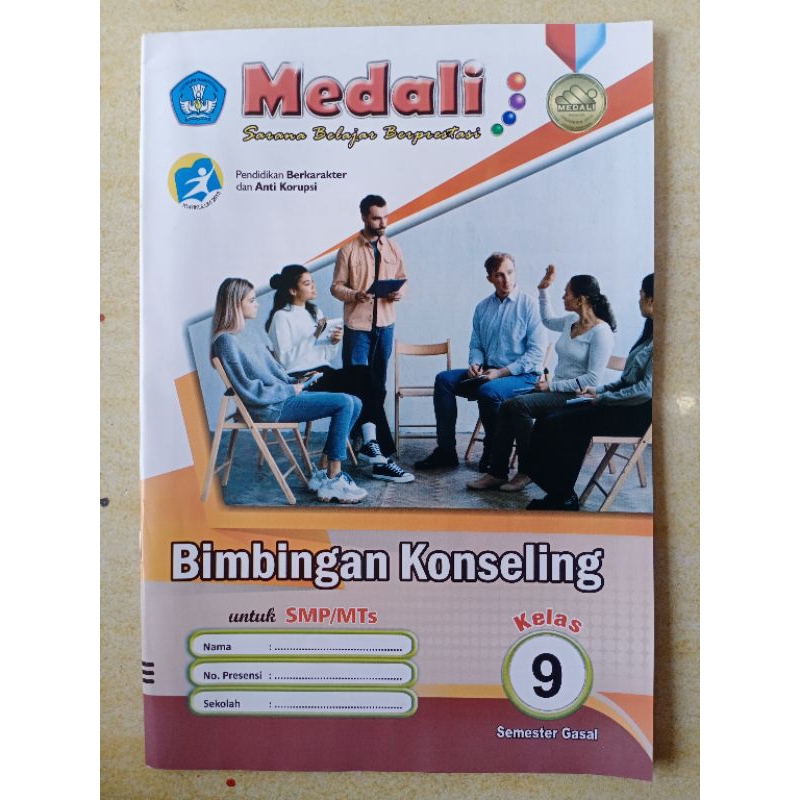 Medali
Sarana Belajar Berprestasi
MEDALI
Pendidikan Berkarakter
dan Anti Korupsi
Bimbingan Konseling
untuk SMP/MTs
Kelas
9
Nama : ..........................................
No. Presensi : ..........................................
Sekolah : ..........................................
Semester Gasal